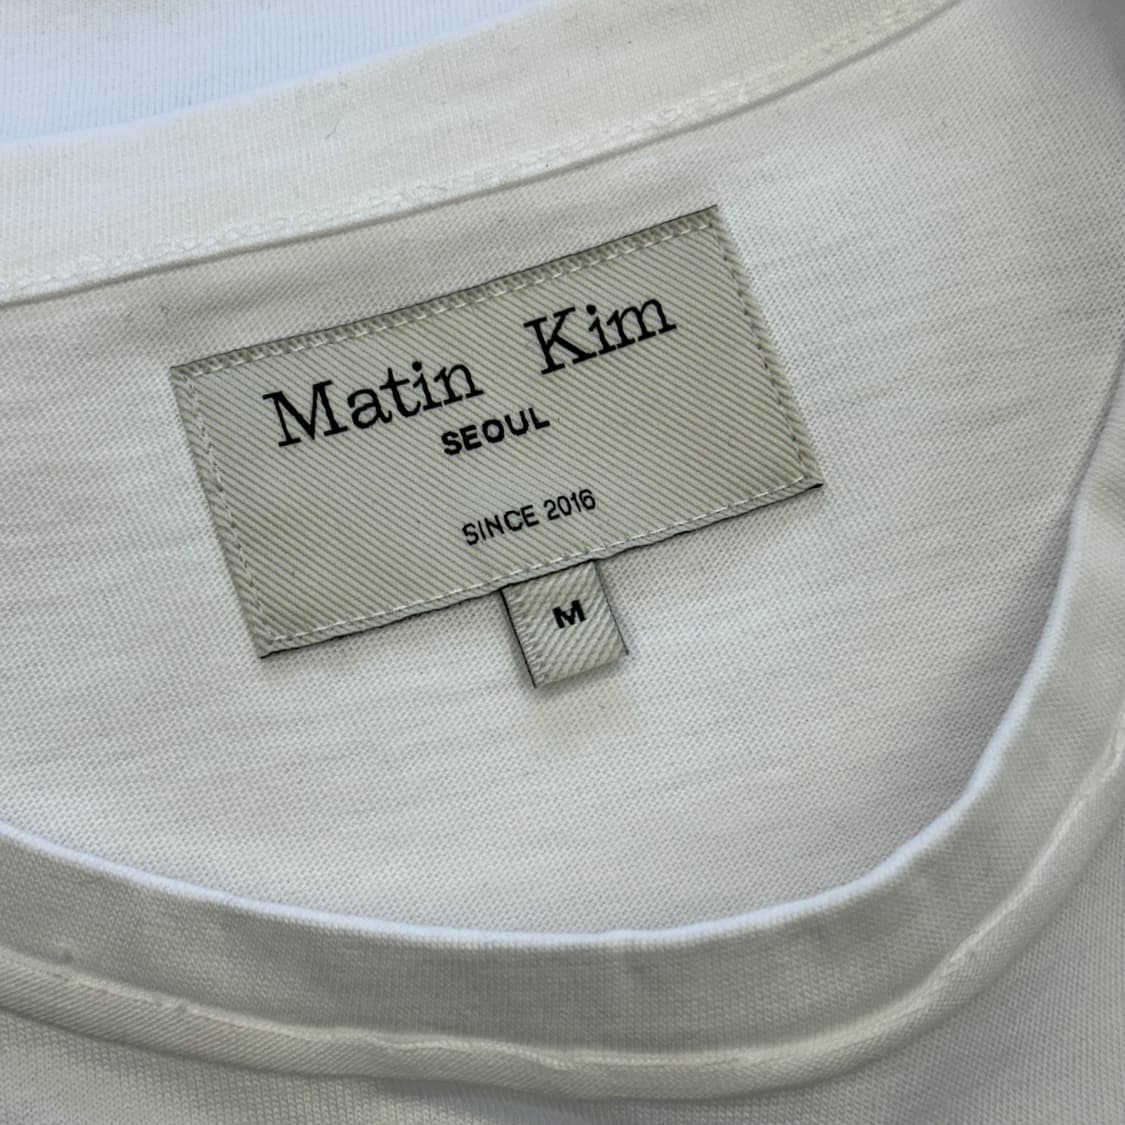 Matin Kim
SEOUL
SINCE 2016
M